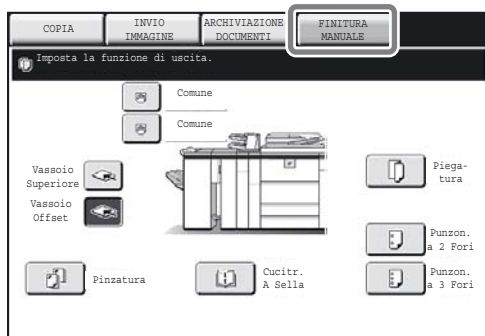 COPIA
INVIO
IMMAGINE
ARCHIVIAZIONE
DOCUMENTI
FINITURA
MANUALE
Imposta la funzione di uscita.
Comune
Comune
Vassoio
Superiore
Vassoio
Offset
Piega-
tura
Punzon.
a 2 Fori
Pinzatura
Cucitr.
A Sella
Punzon.
a 3 Fori